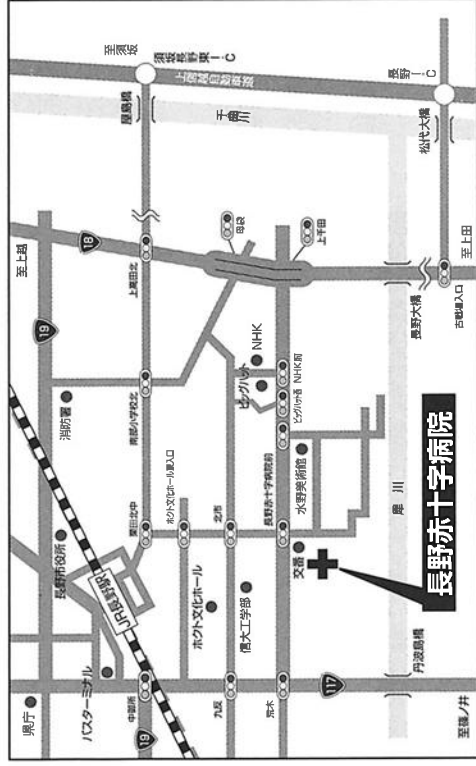 県庁
バスターミナル
長野市役所
JR長野駅
消防署
19
至上越
18
至須坂
須坂長野東I・C
屋島橋
上信越自動車道
千曲川
長野I・C
松代大橋
中御所
19
栗田北中
南部小学校北
上高田北
母袋
上千田
ホクト文化ホール
ホクト文化ホール東入口
九反
信大工学部
北市
ビッグハット
NHK
荒木
交番
長野赤十字病院前
水野美術館
ビッグハット西
NHK前
長野赤十字病院
117
丹波島橋
至篠ノ井
犀川
長野大橋
古戦場入口
至上田